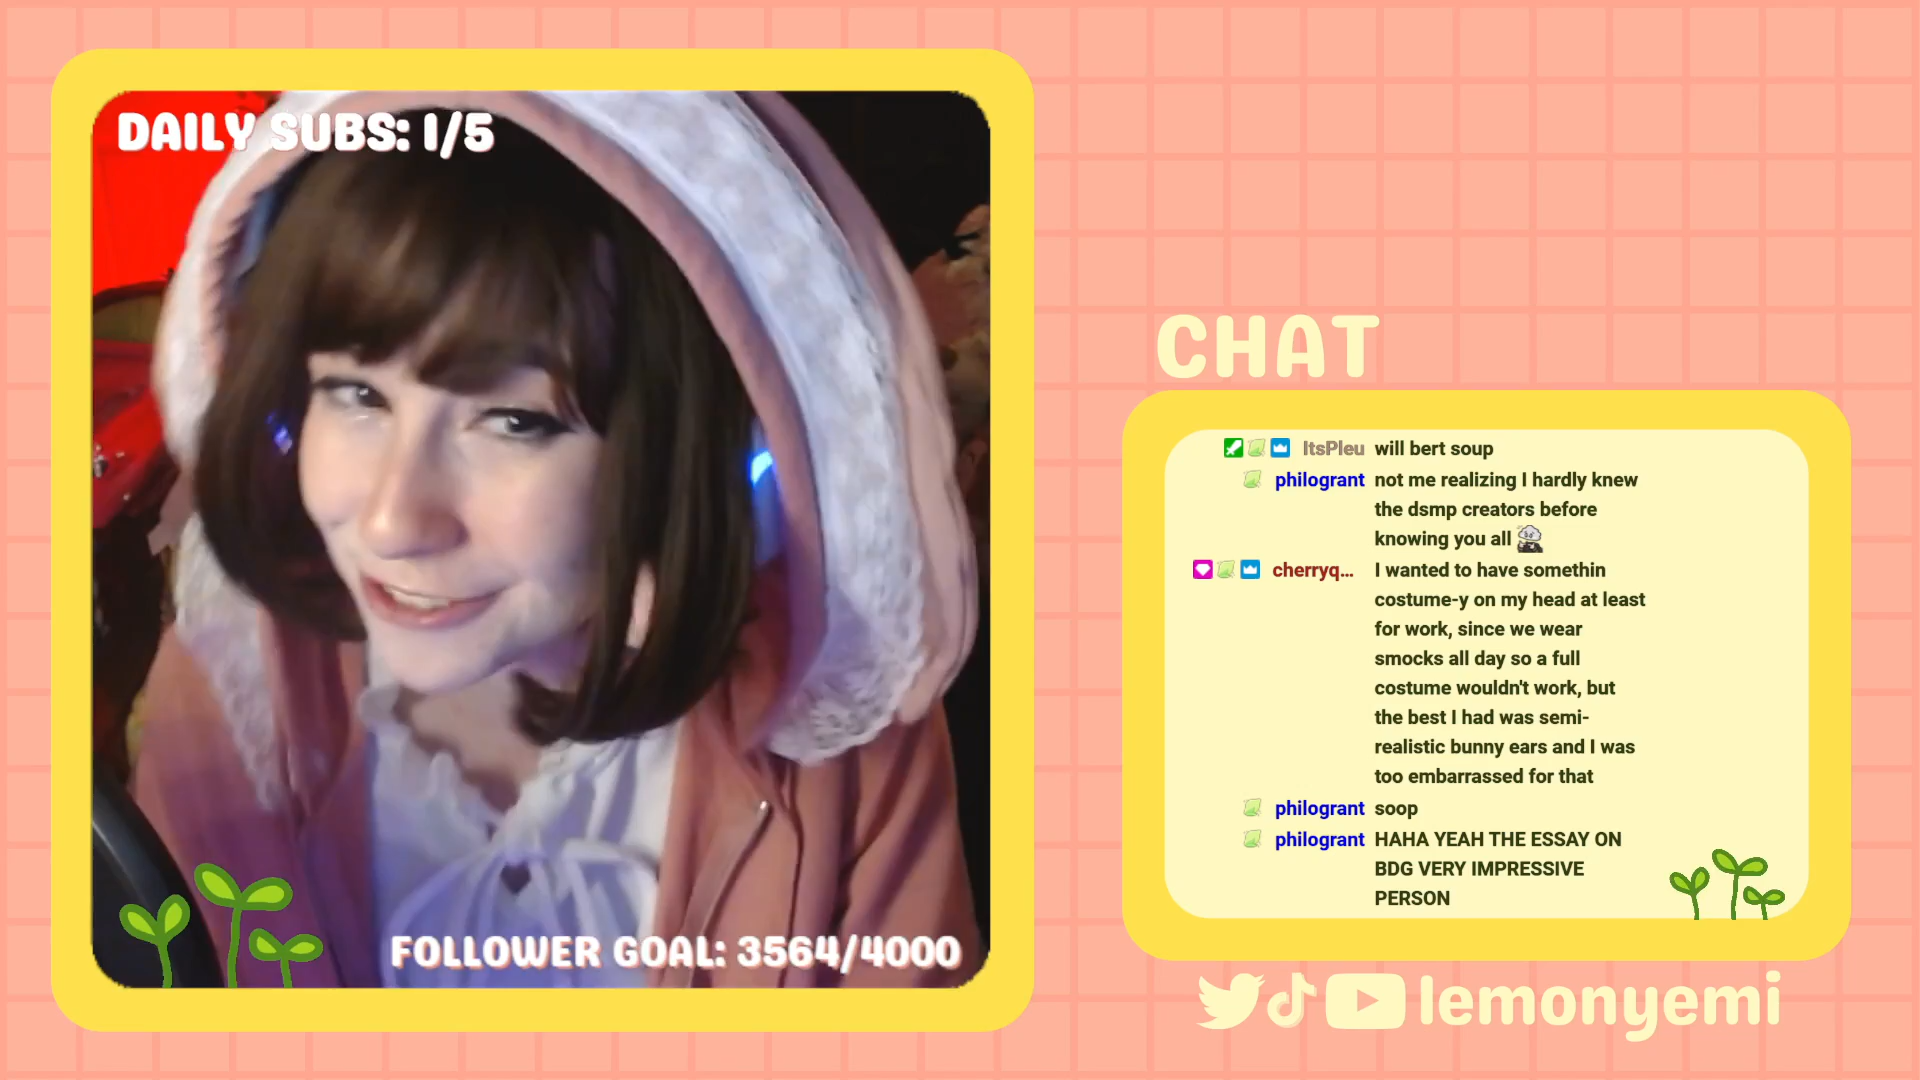 DAILY SUBS: 1/5
FOLLOWER GOAL: 3564/4000
CHAT
ItsPleu will bert soup
philogrant not me realizing I hardly knew
the dsmp creators before
knowing you all
cherryq... I wanted to have somethin
costume-y on my head at least
for work, since we wear
smocks all day so a full
costume wouldn't work, but
the best I had was semi-
realistic bunny ears and I was
too embarrassed for that
philogrant soop
philogrant HAHA YEAH THE ESSAY ON
BDG VERY IMPRESSIVE
PERSON
lemonyemi